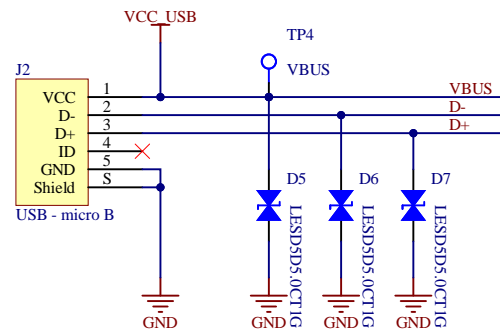 VCC_USB
TP4
VBUS
J2
VCC 1 VBUS
D- 2 D-
D+ 3 D+
ID 4
GND 5
Shield S
USB - micro B
D5 D6 D7
LESD5D5.0CT1G LESD5D5.0CT1G LESD5D5.0CT1G
GND GND GND GND